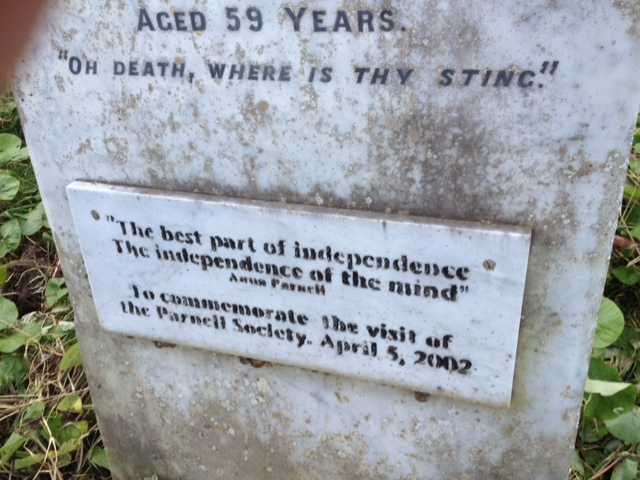 AGED 59 YEARS.
"OH DEATH, WHERE IS THY STING."
"The best part of independence
The independence of the mind"
Anna Parnell
To commemorate the visit of
the Parnell Society. April 5, 2002